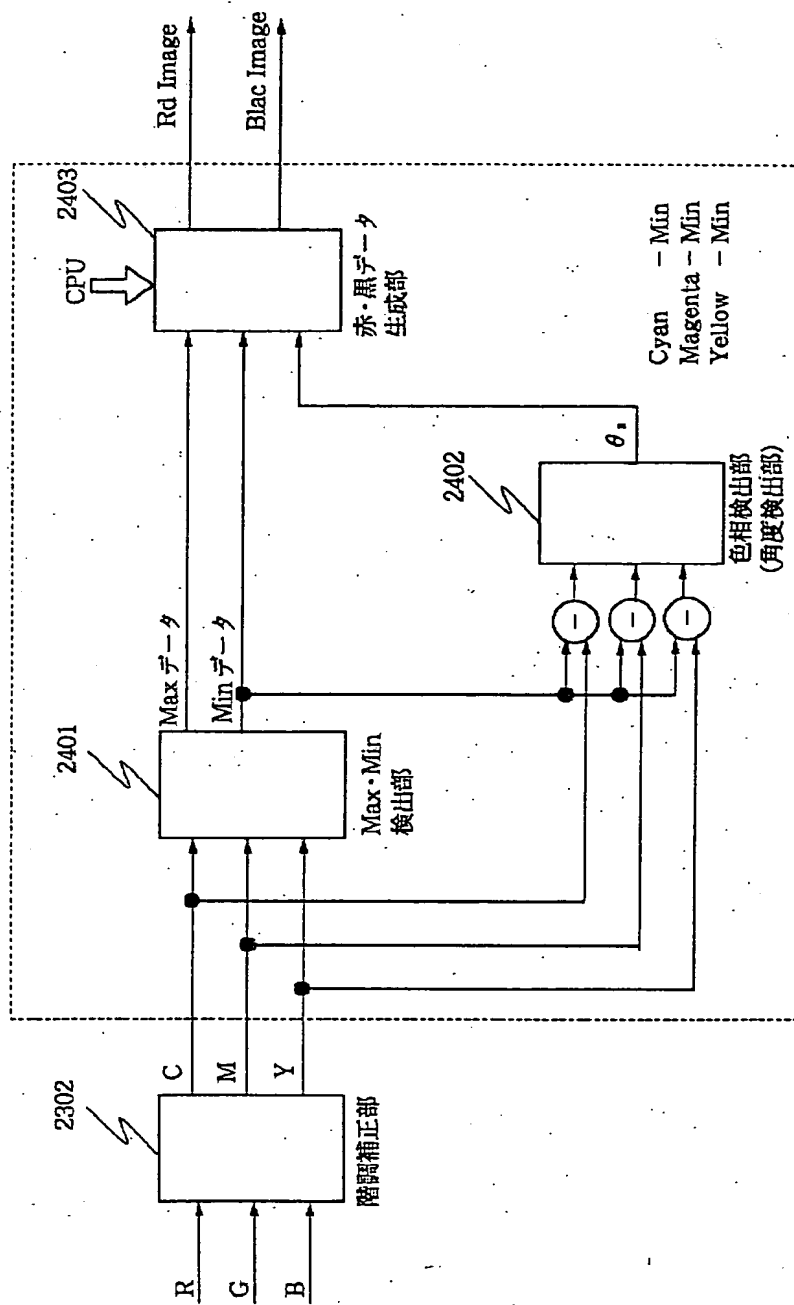 R
G
B
2302
階調補正部
C
M
Y
2401
Max・Min
検出部
Maxデータ
Minデータ
−
−
−
2402
色相検出部
(角度検出部)
CPU
2403
赤・黒データ
生成部
Rd Image
Blac Image
Cyan − Min
Magenta − Min
Yellow − Min